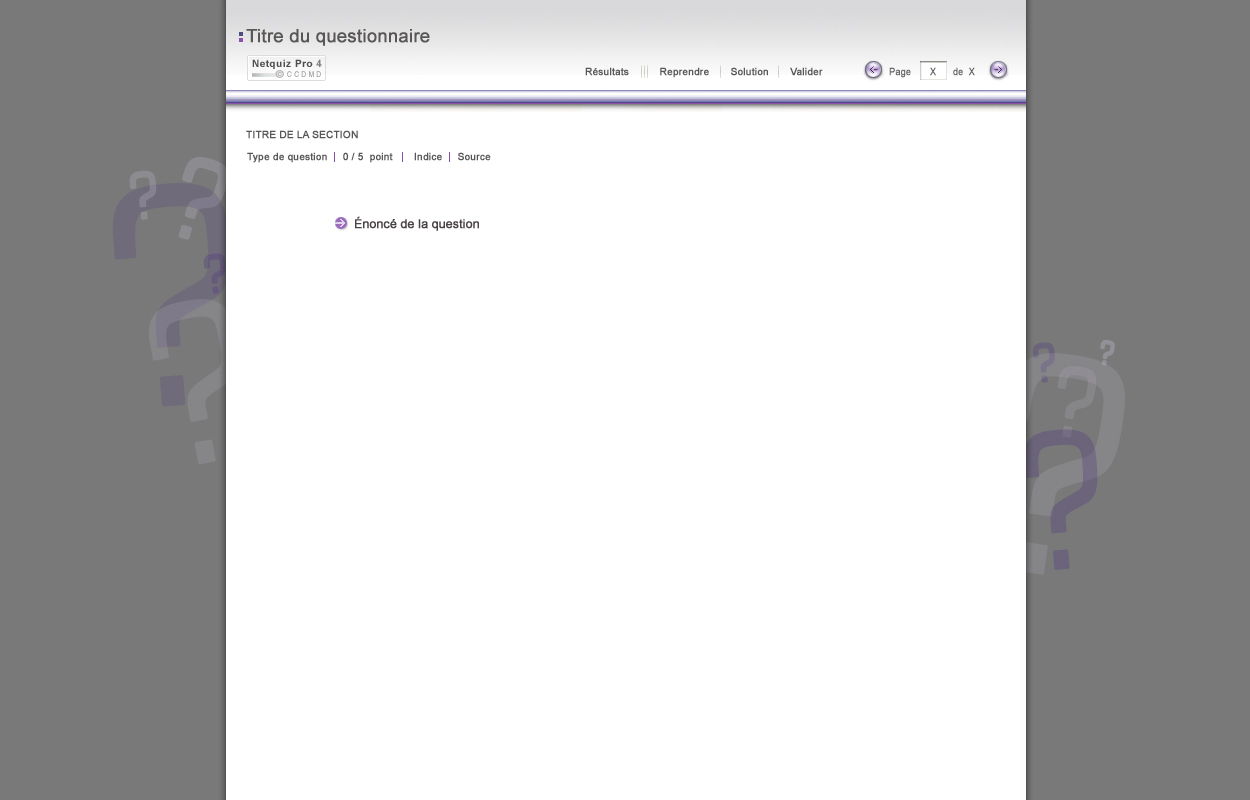 Titre du questionnaire
Netquiz Pro 4
© CCDMD
Résultats Reprendre Solution Valider Page X de X
TITRE DE LA SECTION
Type de question 0 / 5 point Indice Source
Énoncé de la question